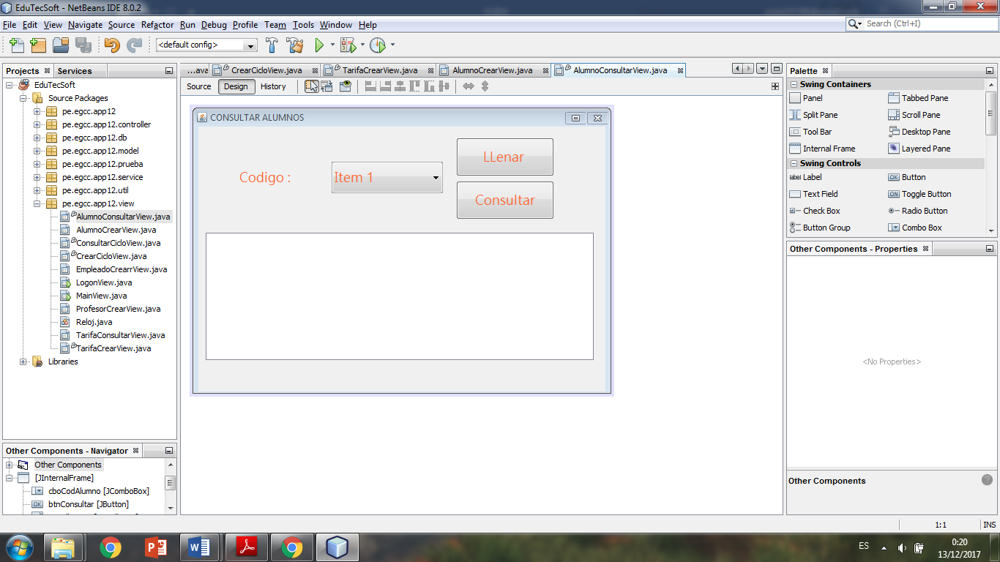 EduTecSoft - NetBeans IDE 8.0.2
File Edit View Navigate Source Refactor Run Debug Profile Team Tools Window Help
Search (Ctrl+I)
<default config>
Projects Services
EduTecSoft
Source Packages
pe.egcc.app12
pe.egcc.app12.controller
pe.egcc.app12.db
pe.egcc.app12.model
pe.egcc.app12.prueba
pe.egcc.app12.service
pe.egcc.app12.util
pe.egcc.app12.view
AlumnoConsultarView.java
AlumnoCrearView.java
ConsultarCicloView.java
CrearCicloView.java
EmpleadoCrearrView.java
LogonView.java
MainView.java
ProfesorCrearView.java
Reloj.java
TarifaConsultarView.java
TarifaCrearView.java
Libraries
Other Components - Navigator
Other Components
[JInternalFrame]
cboCodAlumno [JComboBox]
btnConsultar [JButton]
...ava CrearCicloView.java TarifaCrearView.java AlumnoCrearView.java AlumnoConsultarView.java
Source Design History
CONSULTAR ALUMNOS
LLenar
Codigo : Item 1
Consultar
Palette
Swing Containers
Panel Tabbed Pane
Split Pane Scroll Pane
Tool Bar Desktop Pane
Internal Frame Layered Pane
Swing Controls
label Label OK Button
Text Field ON Toggle Button
Check Box Radio Button
Button Group Combo Box
Other Components - Properties
<No Properties>
Other Components
1:1 INS
ES
0:20
13/12/2017